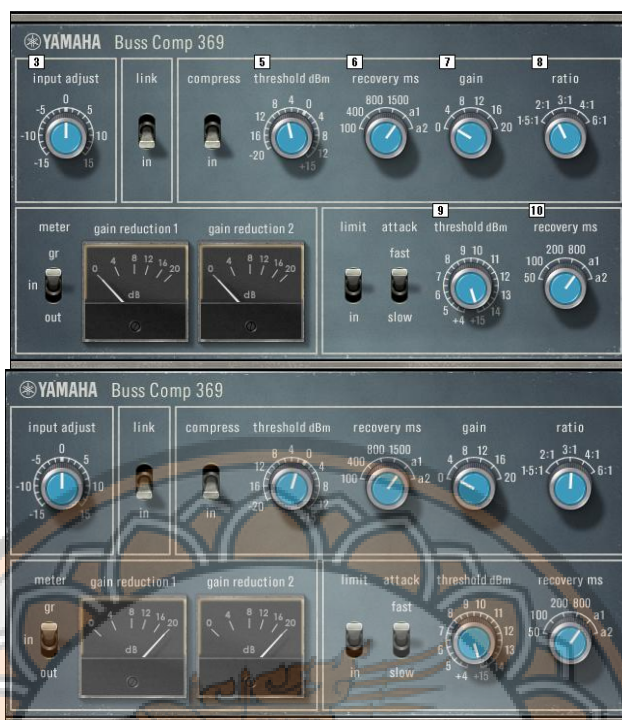 YAMAHA Buss Comp 369
3 5 6 7 8
input adjust link compress threshold dBm recovery ms gain ratio
-15 -10 -5 0 5 10 15
in
in
-20 16 12 8 4 0 4 8 12 +15
100 400 800 1500 a1 a2
0 4 8 12 16 20
1·5:1 2:1 3:1 4:1 6:1
9 10
meter gain reduction 1 gain reduction 2 limit attack threshold dBm recovery ms
gr
in
out
0 4 8 12 16 20
dB
0 4 8 12 16 20
dB
in
fast
slow
+4 5 6 7 8 9 10 11 12 13 14 +15
50 100 200 800 a1 a2
YAMAHA Buss Comp 369
input adjust link compress threshold dBm recovery ms gain ratio
-15 -10 -5 0 5 10 15
in
in
-20 16 12 8 4 0 4 8 12 +15
100 400 800 1500 a1 a2
0 4 8 12 16 20
1·5:1 2:1 3:1 4:1 6:1
meter gain reduction 1 gain reduction 2 limit attack threshold dBm recovery ms
gr
in
out
0 4 8 12 16 20
dB
0 4 8 12 16 20
dB
in
fast
slow
+4 5 6 7 8 9 10 11 12 13 14 +15
50 100 200 800 a1 a2